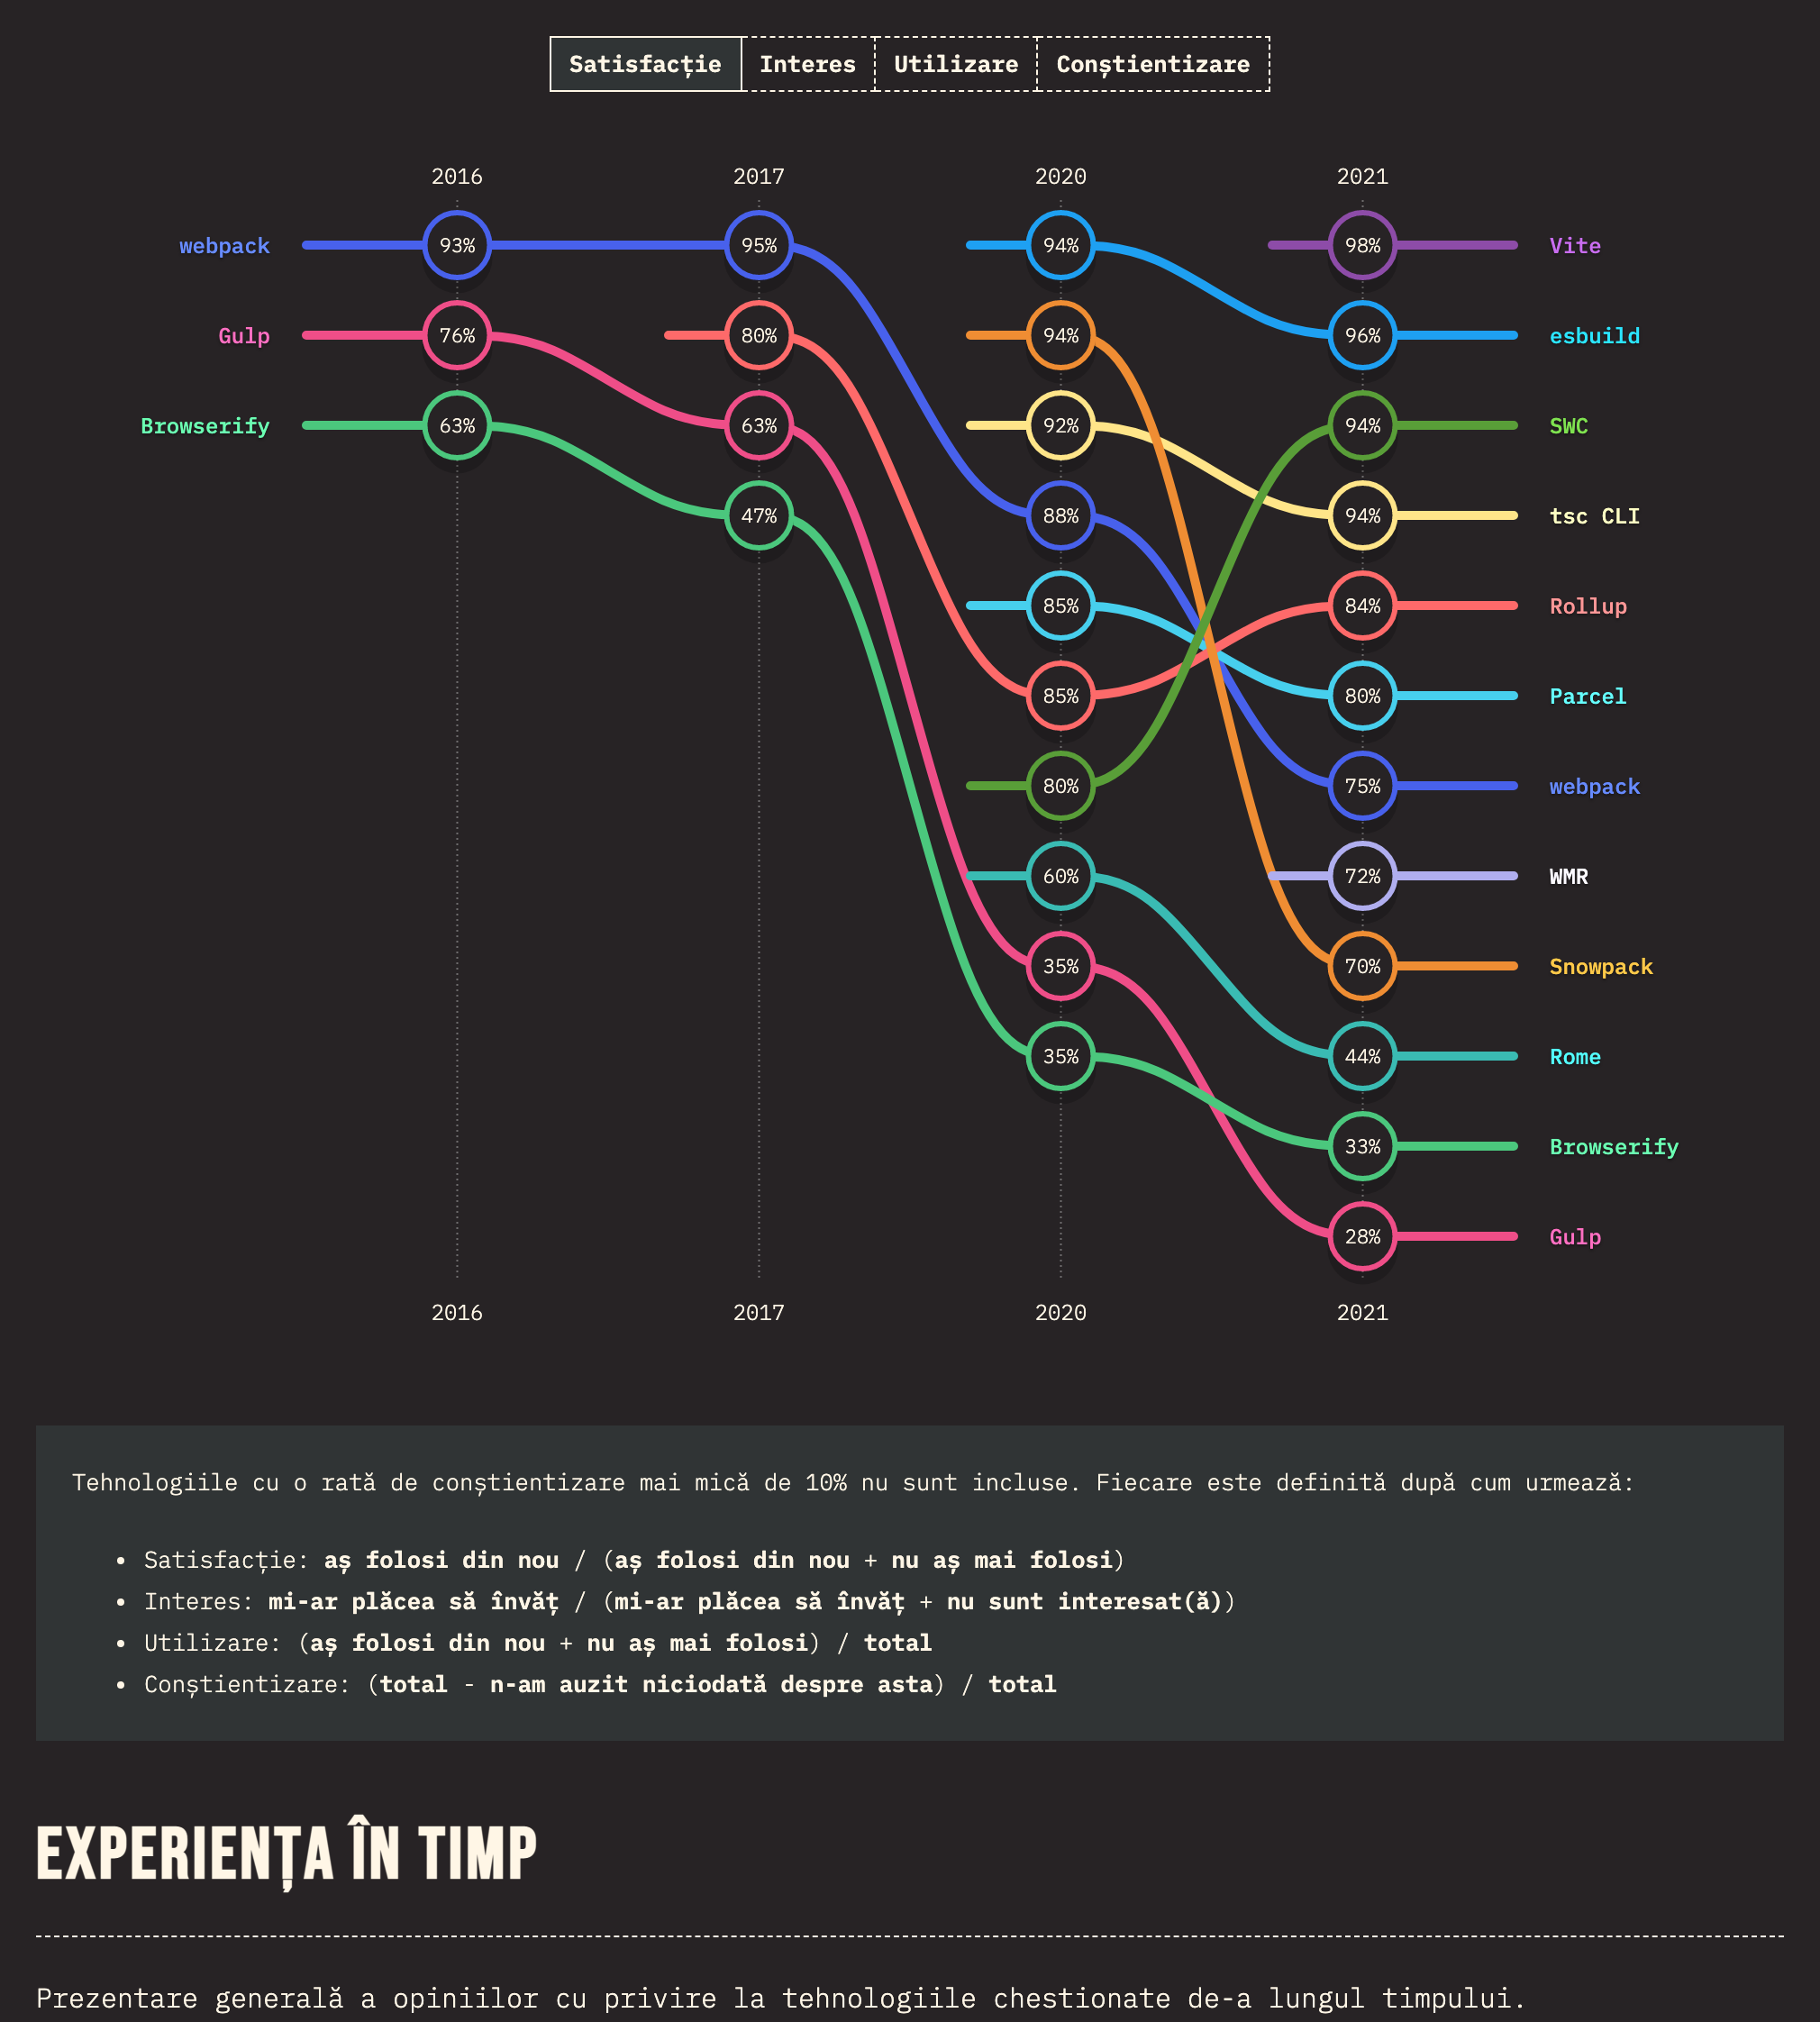 Satisfacție Interes Utilizare Conștientizare
2016 2017 2020 2021
webpack 93% 95% 94% 98% Vite
Gulp 76% 80% 94% 96% esbuild
Browserify 63% 63% 92% 94% SWC
47% 88% 94% tsc CLI
85% 84% Rollup
85% 80% Parcel
80% 75% webpack
60% 72% WMR
35% 70% Snowpack
35% 44% Rome
33% Browserify
28% Gulp
2016 2017 2020 2021
Tehnologiile cu o rată de conștientizare mai mică de 10% nu sunt incluse. Fiecare este definită după cum urmează:
• Satisfacție: aș folosi din nou / (aș folosi din nou + nu aș mai folosi)
• Interes: mi-ar plăcea să învăț / (mi-ar plăcea să învăț + nu sunt interesat(ă))
• Utilizare: (aș folosi din nou + nu aș mai folosi) / total
• Conștientizare: (total - n-am auzit niciodată despre asta) / total
EXPERIENȚA ÎN TIMP
Prezentare generală a opiniilor cu privire la tehnologiile chestionate de-a lungul timpului.